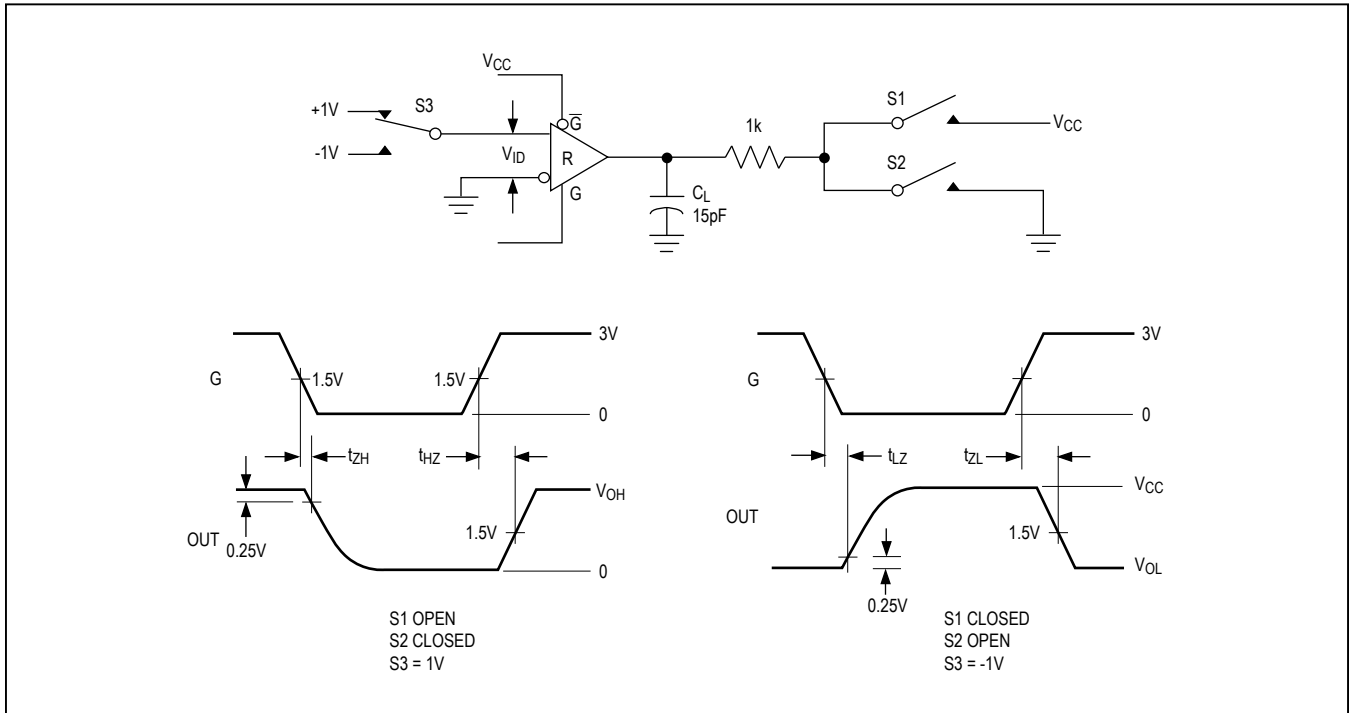 VCC
+1V
S3
-1V
VID
G̅
R
G
1k
CL
15pF
S1
VCC
S2
G
1.5V
1.5V
3V
0
tZH
tHZ
OUT
0.25V
1.5V
VOH
0
S1 OPEN
S2 CLOSED
S3 = 1V
G
3V
0
tLZ
tZL
OUT
0.25V
1.5V
VCC
VOL
S1 CLOSED
S2 OPEN
S3 = -1V